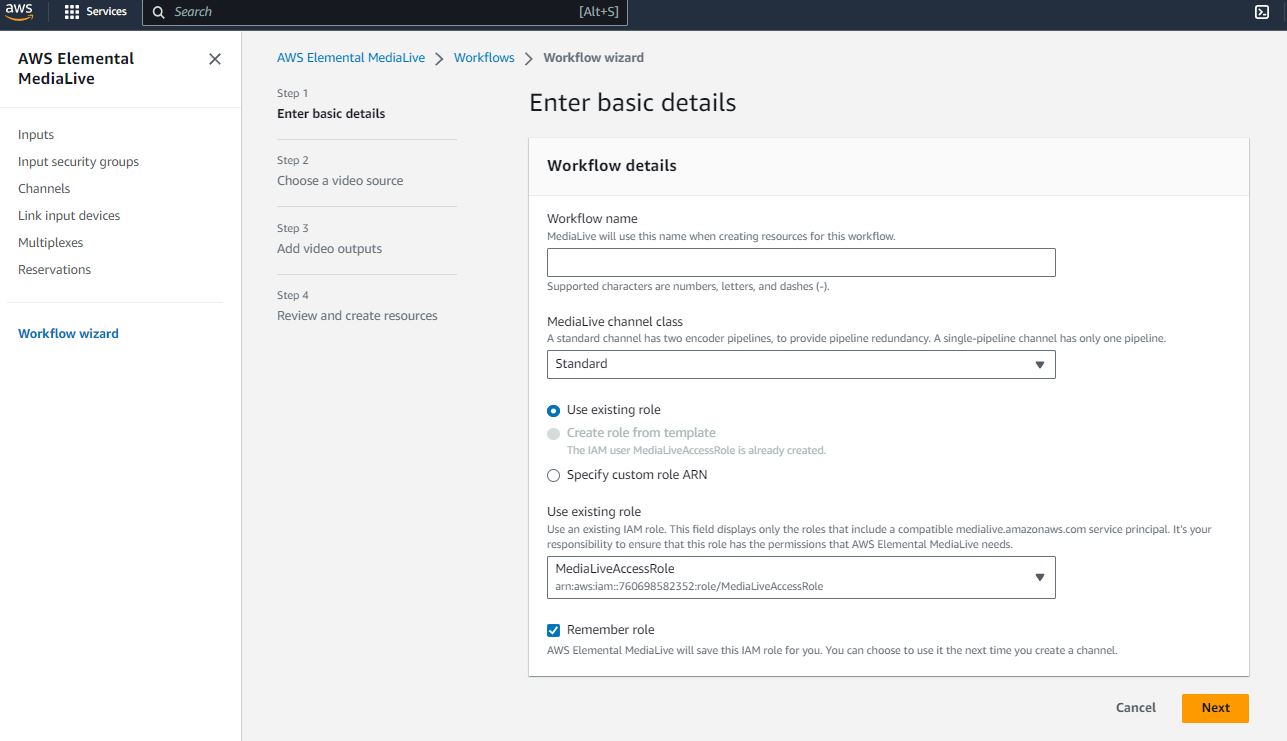 aws
Services
Search
[Alt+S]
AWS Elemental
MediaLive
Inputs
Input security groups
Channels
Link input devices
Multiplexes
Reservations
Workflow wizard
AWS Elemental MediaLive > Workflows > Workflow wizard
Step 1
Enter basic details
Step 2
Choose a video source
Step 3
Add video outputs
Step 4
Review and create resources
Enter basic details
Workflow details
Workflow name
MediaLive will use this name when creating resources for this workflow.
Supported characters are numbers, letters, and dashes (-).
MediaLive channel class
A standard channel has two encoder pipelines, to provide pipeline redundancy. A single-pipeline channel has only one pipeline.
Standard
Use existing role
Create role from template
The IAM user MediaLiveAccessRole is already created.
Specify custom role ARN
Use existing role
Use an existing IAM role. This field displays only the roles that include a compatible medialive.amazonaws.com service principal. It's your
responsibility to ensure that this role has the permissions that AWS Elemental MediaLive needs.
MediaLiveAccessRole
arn:aws:iam::760698582352:role/MediaLiveAccessRole
Remember role
AWS Elemental MediaLive will save this IAM role for you. You can choose to use it the next time you create a channel.
Cancel
Next